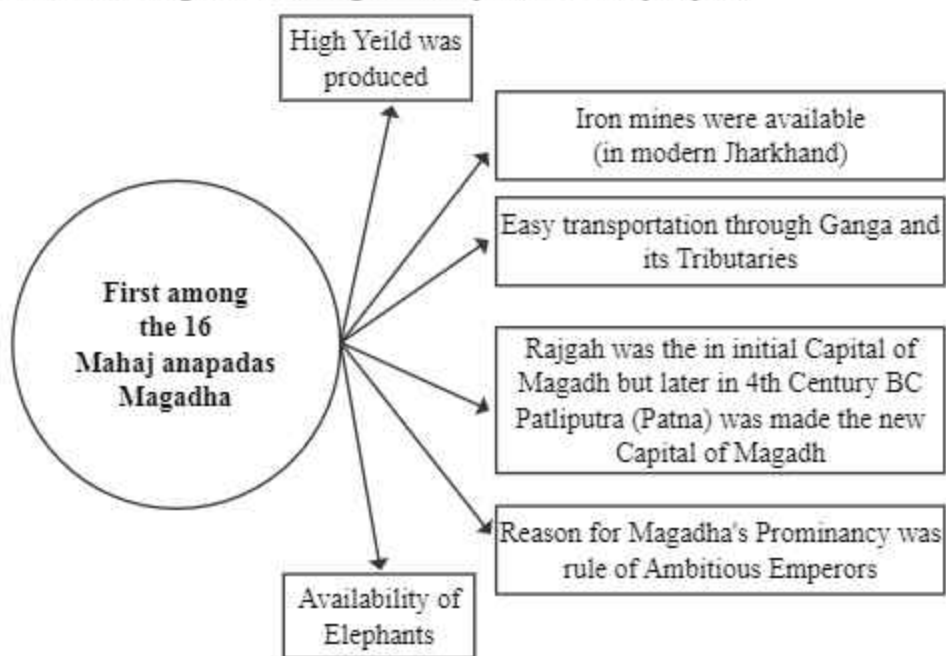 High Yeild was
produced
Iron mines were available
(in modern Jharkhand)
Easy transportation through Ganga and
its Tributaries
First among
the 16
Mahaj anapadas
Magadha
Rajgah was the in initial Capital of
Magadh but later in 4th Century BC
Patliputra (Patna) was made the new
Capital of Magadh
Reason for Magadha's Prominancy was
rule of Ambitious Emperors
Availability of
Elephants